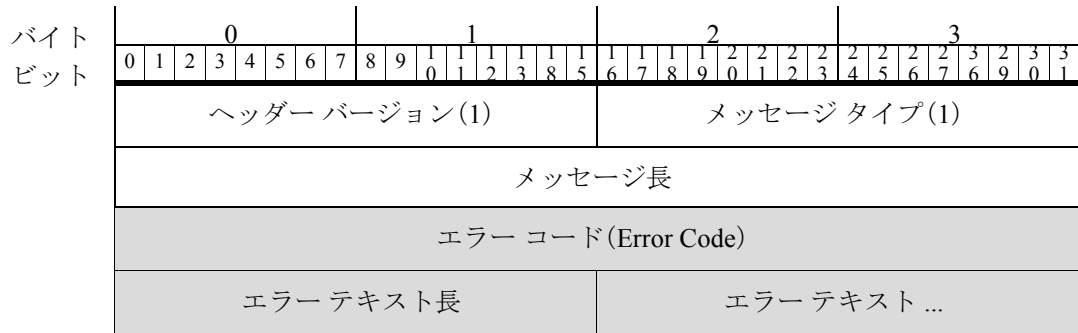 バイト 0 1 2 3
ビット 0 1 2 3 4 5 6 7 8 9 10 11 12 13 18 15 16 17 18 19 20 21 22 23 24 25 26 27 36 29 30 31
ヘッダー バージョン(1) メッセージ タイプ(1)
メッセージ長
エラー コード(Error Code)
エラー テキスト長 エラー テキスト ...